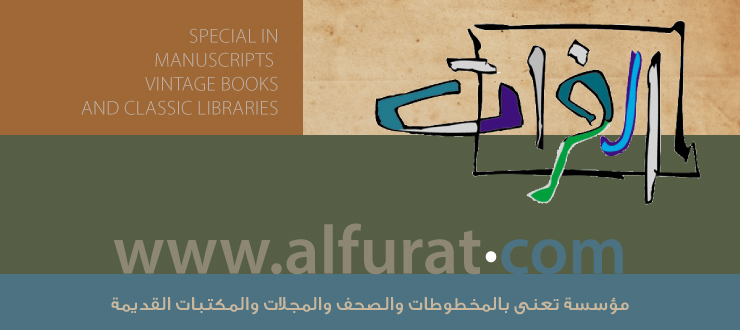 SPECIAL IN
MANUSCRIPTS
VINTAGE BOOKS
AND CLASSIC LIBRARIES
الفرات
www.alfurat.com
مؤسسة تعنى بالمخطوطات والصحف والمجلات والمكتبات القديمة